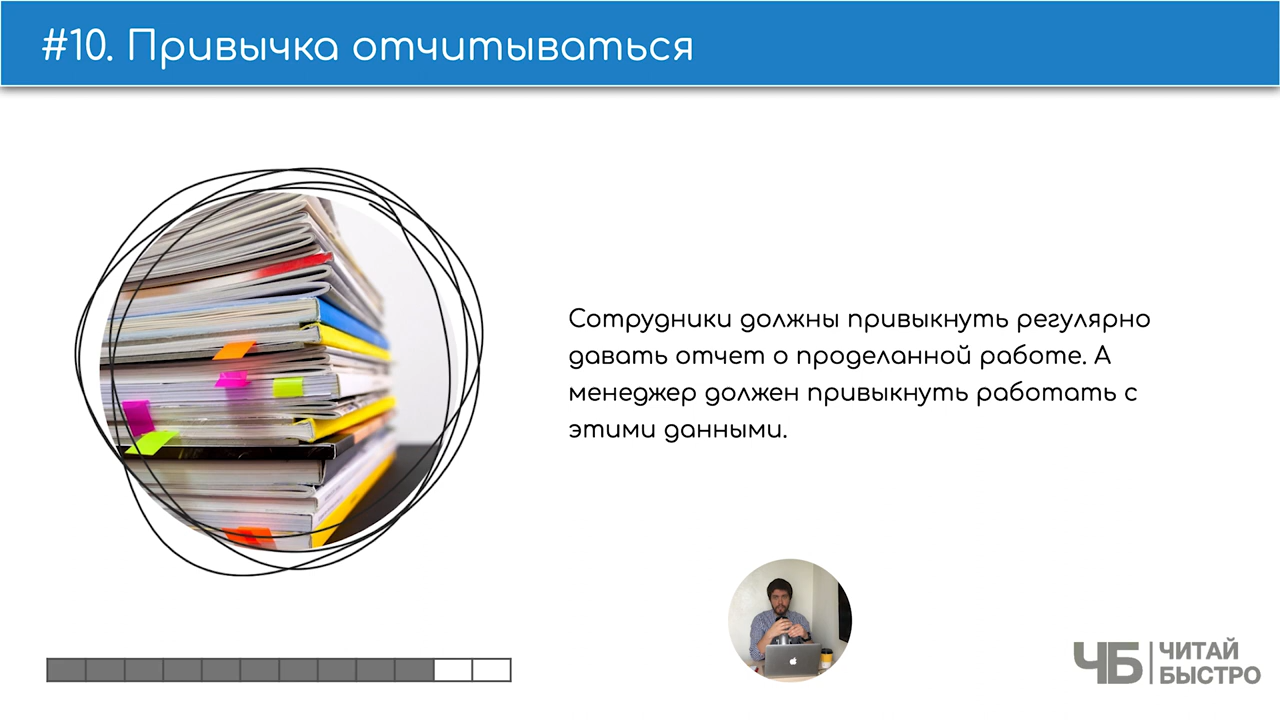 #10. Привычка отчитываться
Сотрудники должны привыкнуть регулярно
давать отчет о проделанной работе. А
менеджер должен привыкнуть работать с
этими данными.
ЧБ ЧИТАЙ
БЫСТРО